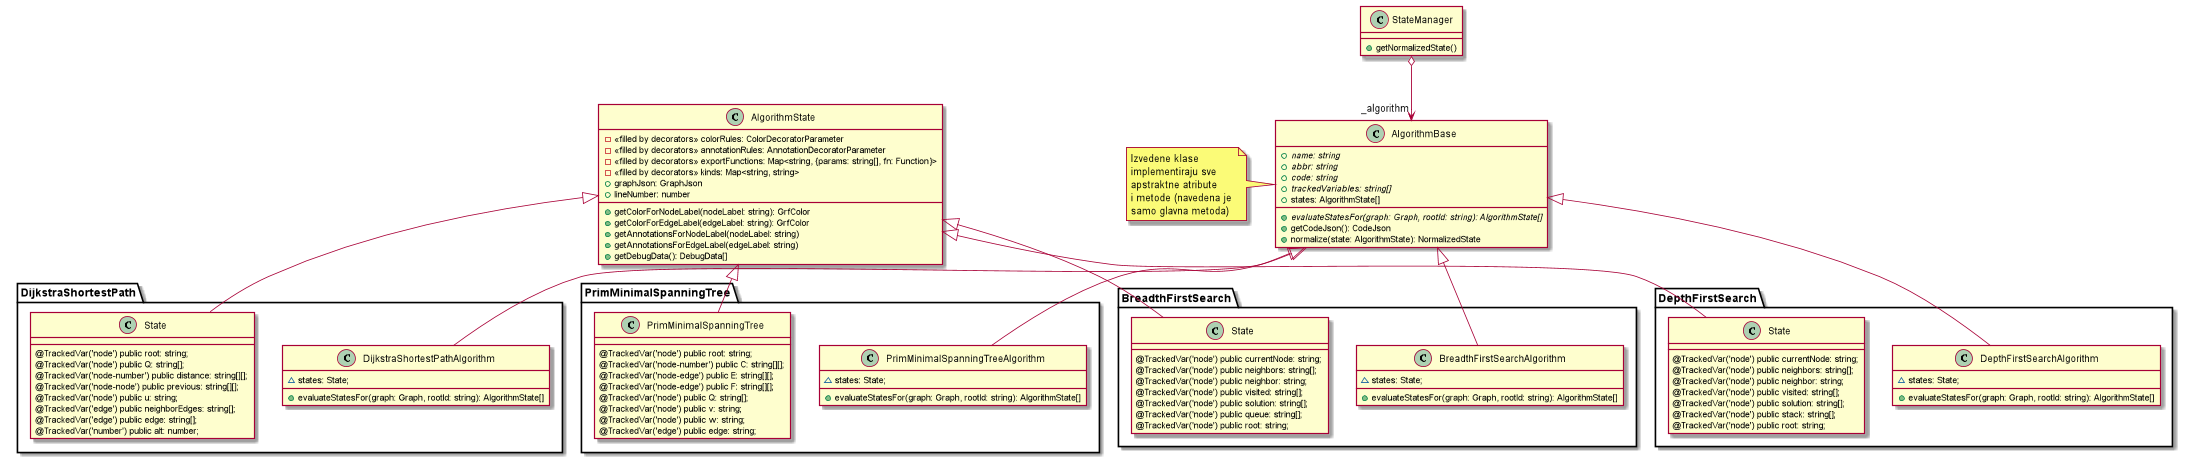 StateManager
getNormalizedState()
_algorithm
AlgorithmState
«filled by decorators» colorRules: ColorDecoratorParameter
«filled by decorators» annotationRules: AnnotationDecoratorParameter
«filled by decorators» exportFunctions: Map<string, {params: string[], fn: Function}>
«filled by decorators» kinds: Map<string, string>
graphJson: GraphJson
lineNumber: number
getColorForNodeLabel(nodeLabel: string): GrfColor
getColorForEdgeLabel(edgeLabel: string): GrfColor
getAnnotationsForNodeLabel(nodeLabel: string)
getAnnotationsForEdgeLabel(edgeLabel: string)
getDebugData(): DebugData[]
Izvedene klase
implementiraju sve
apstraktne atribute
i metode (navedena je
samo glavna metoda)
AlgorithmBase
name: string
abbr: string
code: string
trackedVariables: string[]
states: AlgorithmState[]
evaluateStatesFor(graph: Graph, rootId: string): AlgorithmState[]
getCodeJson(): CodeJson
normalize(state: AlgorithmState): NormalizedState
DijkstraShortestPath
State
@TrackedVar('node') public root: string;
@TrackedVar('node') public Q: string[];
@TrackedVar('node-number') public distance: string[][];
@TrackedVar('node-node') public previous: string[][];
@TrackedVar('node') public u: string;
@TrackedVar('edge') public neighborEdges: string[];
@TrackedVar('edge') public edge: string[];
@TrackedVar('number') public alt: number;
DijkstraShortestPathAlgorithm
states: State;
evaluateStatesFor(graph: Graph, rootId: string): AlgorithmState[]
PrimMinimalSpanningTree
PrimMinimalSpanningTree
@TrackedVar('node') public root: string;
@TrackedVar('node-number') public C: string[][];
@TrackedVar('node-edge') public E: string[][];
@TrackedVar('node-edge') public F: string[][];
@TrackedVar('node') public Q: string[];
@TrackedVar('node') public v: string;
@TrackedVar('node') public w: string;
@TrackedVar('edge') public edge: string;
PrimMinimalSpanningTreeAlgorithm
states: State;
evaluateStatesFor(graph: Graph, rootId: string): AlgorithmState[]
BreadthFirstSearch
State
@TrackedVar('node') public currentNode: string;
@TrackedVar('node') public neighbors: string[];
@TrackedVar('node') public neighbor: string;
@TrackedVar('node') public visited: string[];
@TrackedVar('node') public solution: string[];
@TrackedVar('node') public queue: string[];
@TrackedVar('node') public root: string;
BreadthFirstSearchAlgorithm
states: State;
evaluateStatesFor(graph: Graph, rootId: string): AlgorithmState[]
DepthFirstSearch
State
@TrackedVar('node') public currentNode: string;
@TrackedVar('node') public neighbors: string[];
@TrackedVar('node') public neighbor: string;
@TrackedVar('node') public visited: string[];
@TrackedVar('node') public solution: string[];
@TrackedVar('node') public stack: string[];
@TrackedVar('node') public root: string;
DepthFirstSearchAlgorithm
states: State;
evaluateStatesFor(graph: Graph, rootId: string): AlgorithmState[]